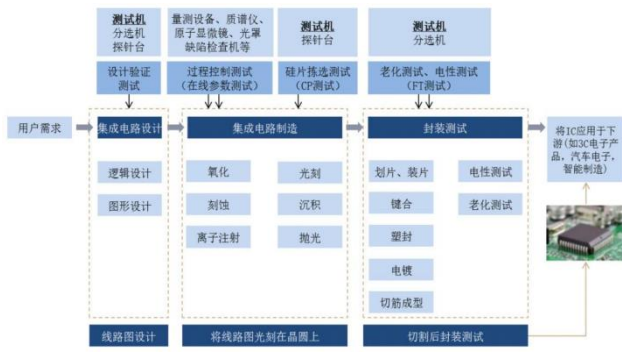 测试机
分选机
探针台
量测设备、质谱仪、
原子显微镜、光罩
缺陷检查机等
测试机
探针台
测试机
分选机
设计验证
测试
过程控制测试
（在线参数测试）
硅片拣选测试
（CP测试）
老化测试、电性测试
（FT测试）
用户需求
集成电路设计
集成电路制造
封装测试
将IC应用于下
游（如3C电子产
品，汽车电子，
智能制造）
逻辑设计
图形设计
氧化
光刻
刻蚀
沉积
离子注射
抛光
划片、装片
电性测试
键合
老化测试
塑封
电镀
切筋成型
线路图设计
将线路图光刻在晶圆上
切割后封装测试